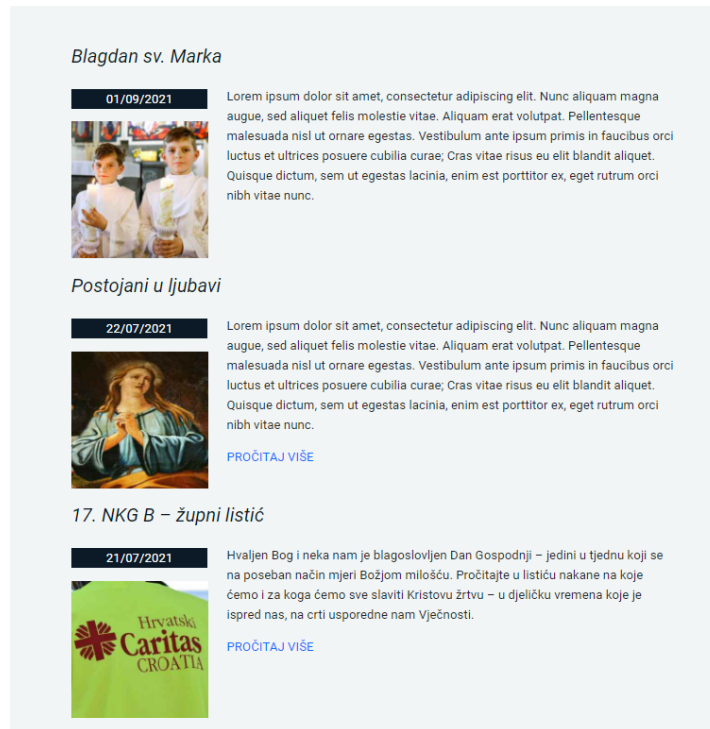 Blagdan sv. Marka
01/09/2021
Lorem ipsum dolor sit amet, consectetur adipiscing elit. Nunc aliquam magna
augue, sed aliquet felis molestie vitae. Aliquam erat volutpat. Pellentesque
malesuada nisl ut ornare egestas. Vestibulum ante ipsum primis in faucibus orci
luctus et ultrices posuere cubilia curae; Cras vitae risus eu elit blandit aliquet.
Quisque dictum, sem ut egestas lacinia, enim est porttitor ex, eget rutrum orci
nibh vitae nunc.
Postojani u ljubavi
22/07/2021
Lorem ipsum dolor sit amet, consectetur adipiscing elit. Nunc aliquam magna
augue, sed aliquet felis molestie vitae. Aliquam erat volutpat. Pellentesque
malesuada nisl ut ornare egestas. Vestibulum ante ipsum primis in faucibus orci
luctus et ultrices posuere cubilia curae; Cras vitae risus eu elit blandit aliquet.
Quisque dictum, sem ut egestas lacinia, enim est porttitor ex, eget rutrum orci
nibh vitae nunc.
PROČITAJ VIŠE
17. NKG B – župni listić
21/07/2021
Hvaljen Bog i neka nam je blagoslovljen Dan Gospodnji – jedini u tjednu koji se
na poseban način mjeri Božjom milošću. Pročitajte u listiću nakane na koje
ćemo i za koga ćemo sve slaviti Kristovu žrtvu – u djeličku vremena koje je
ispred nas, na crti usporedne nam Vječnosti.
PROČITAJ VIŠE
Hrvatski
Caritas
CROATIA